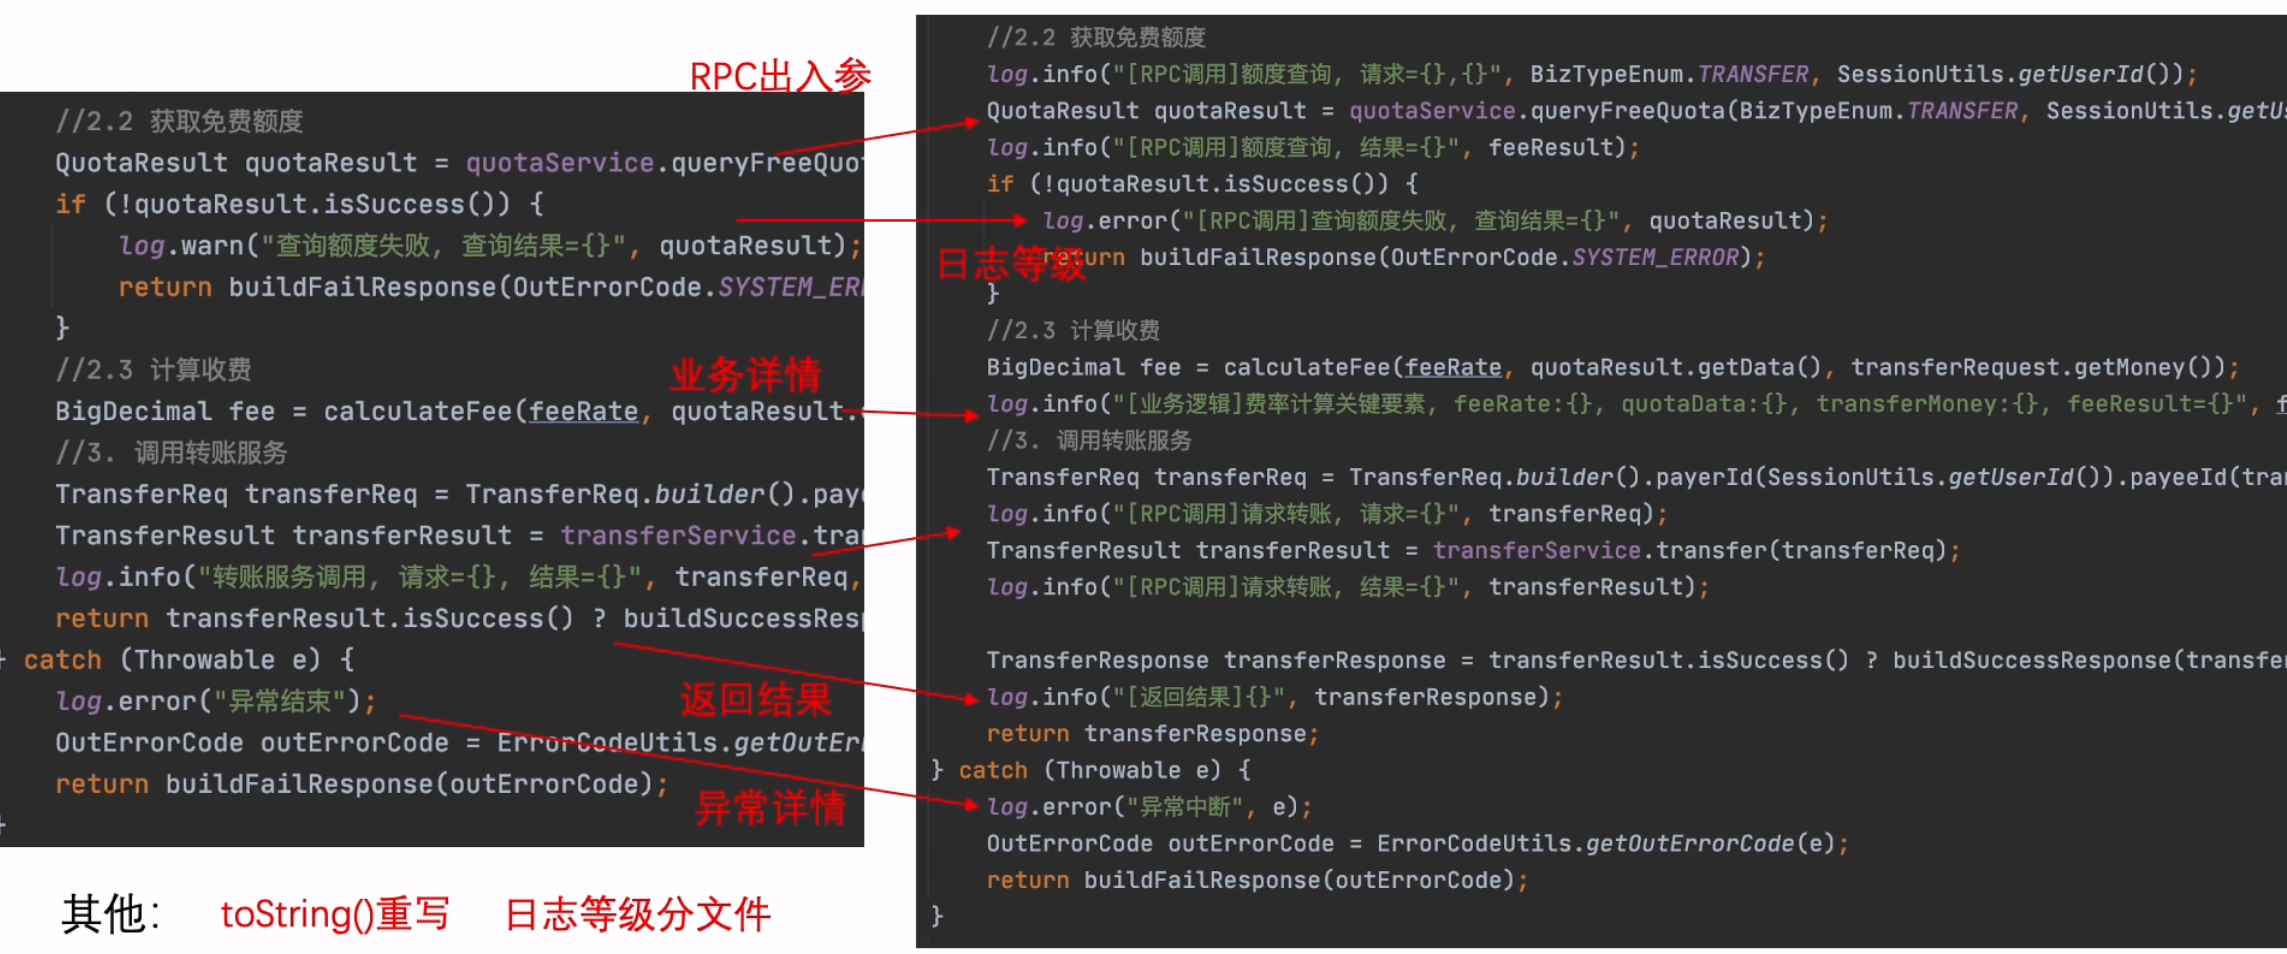 RPC出入参
//2.2 获取免费额度
QuotaResult quotaResult = quotaService.queryFreeQuo
if (!quotaResult.isSuccess()) {
log.warn("查询额度失败, 查询结果={}", quotaResult);
return buildFailResponse(OutErrorCode.SYSTEM_ER
}
//2.3 计算收费
BigDecimal fee = calculateFee(feeRate, quotaResult.
//3. 调用转账服务
TransferReq transferReq = TransferReq.builder().pay
TransferResult transferResult = transferService.tra
log.info("转账服务调用, 请求={}, 结果={}", transferReq,
return transferResult.isSuccess() ? buildSuccessRes
} catch (Throwable e) {
log.error("异常结束");
OutErrorCode outErrorCode = ErrorCodeUtils.getOutEr
return buildFailResponse(outErrorCode);
}
日志等级
业务详情
返回结果
异常详情
//2.2 获取免费额度
log.info("[RPC调用]额度查询, 请求={},{}", BizTypeEnum.TRANSFER, SessionUtils.getUserId());
QuotaResult quotaResult = quotaService.queryFreeQuota(BizTypeEnum.TRANSFER, SessionUtils.getUs
log.info("[RPC调用]额度查询, 结果={}", feeResult);
if (!quotaResult.isSuccess()) {
log.error("[RPC调用]查询额度失败, 查询结果={}", quotaResult);
return buildFailResponse(OutErrorCode.SYSTEM_ERROR);
}
//2.3 计算收费
BigDecimal fee = calculateFee(feeRate, quotaResult.getData(), transferRequest.getMoney());
log.info("[业务逻辑]费率计算关键要素, feeRate:{}, quotaData:{}, transferMoney:{}, feeResult={}", f
//3. 调用转账服务
TransferReq transferReq = TransferReq.builder().payerId(SessionUtils.getUserId()).payeeId(tran
log.info("[RPC调用]请求转账, 请求={}", transferReq);
TransferResult transferResult = transferService.transfer(transferReq);
log.info("[RPC调用]请求转账, 结果={}", transferResult);
TransferResponse transferResponse = transferResult.isSuccess() ? buildSuccessResponse(transfer
log.info("[返回结果]{}", transferResponse);
return transferResponse;
} catch (Throwable e) {
log.error("异常中断", e);
OutErrorCode outErrorCode = ErrorCodeUtils.getOutErrorCode(e);
return buildFailResponse(outErrorCode);
}
其他： toString()重写 日志等级分文件